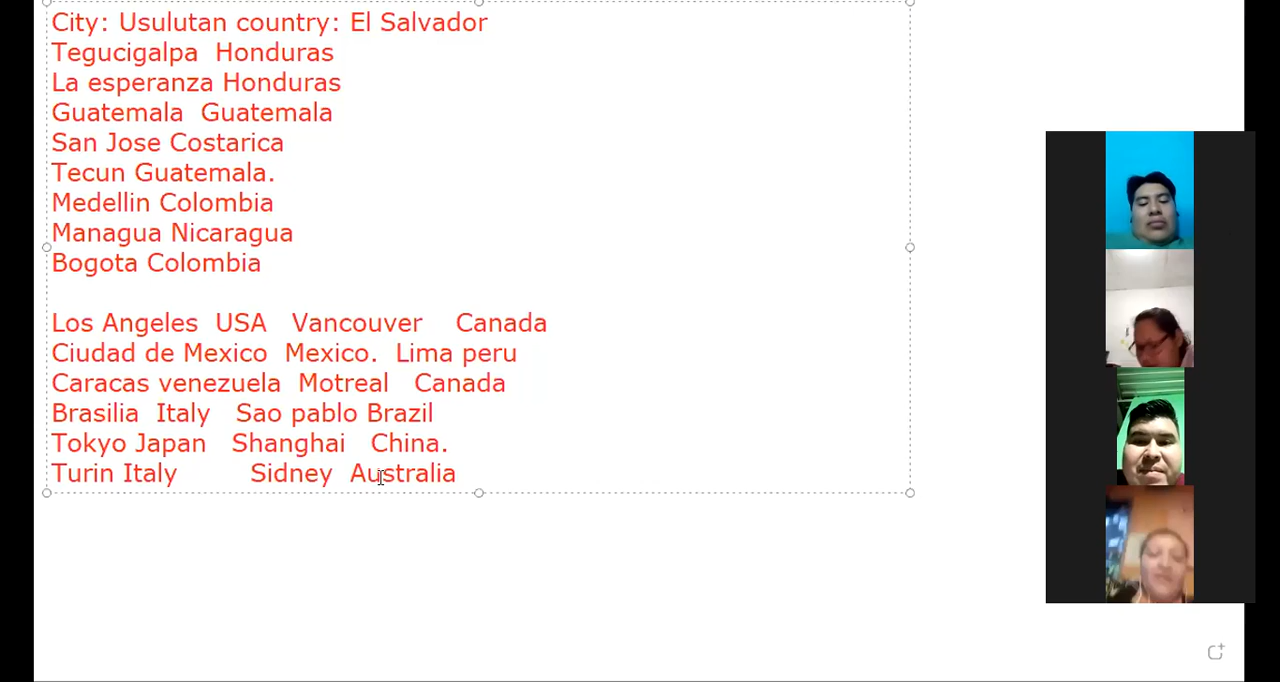 City: Usulutan country: El Salvador
Tegucigalpa Honduras
La esperanza Honduras
Guatemala Guatemala
San Jose Costarica
Tecun Guatemala.
Medellin Colombia
Managua Nicaragua
Bogota Colombia
Los Angeles USA Vancouver Canada
Ciudad de Mexico Mexico. Lima peru
Caracas venezuela Motreal Canada
Brasilia Italy Sao pablo Brazil
Tokyo Japan Shanghai China.
Turin Italy Sidney Australia